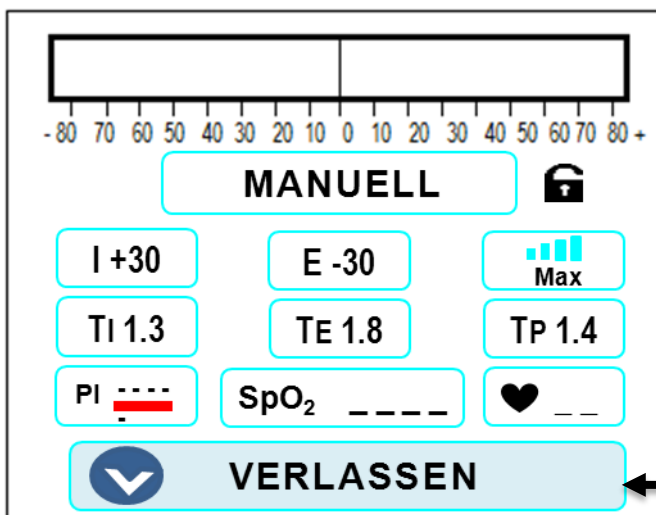 - 80 70 60 50 40 30 20 10 0 10 20 30 40 50 60 70 80 +
MANUELL
I +30 E -30 Max
TI 1.3 TE 1.8 TP 1.4
PI - - - - - SpO₂ _ _ _ _ _ _
VERLASSEN